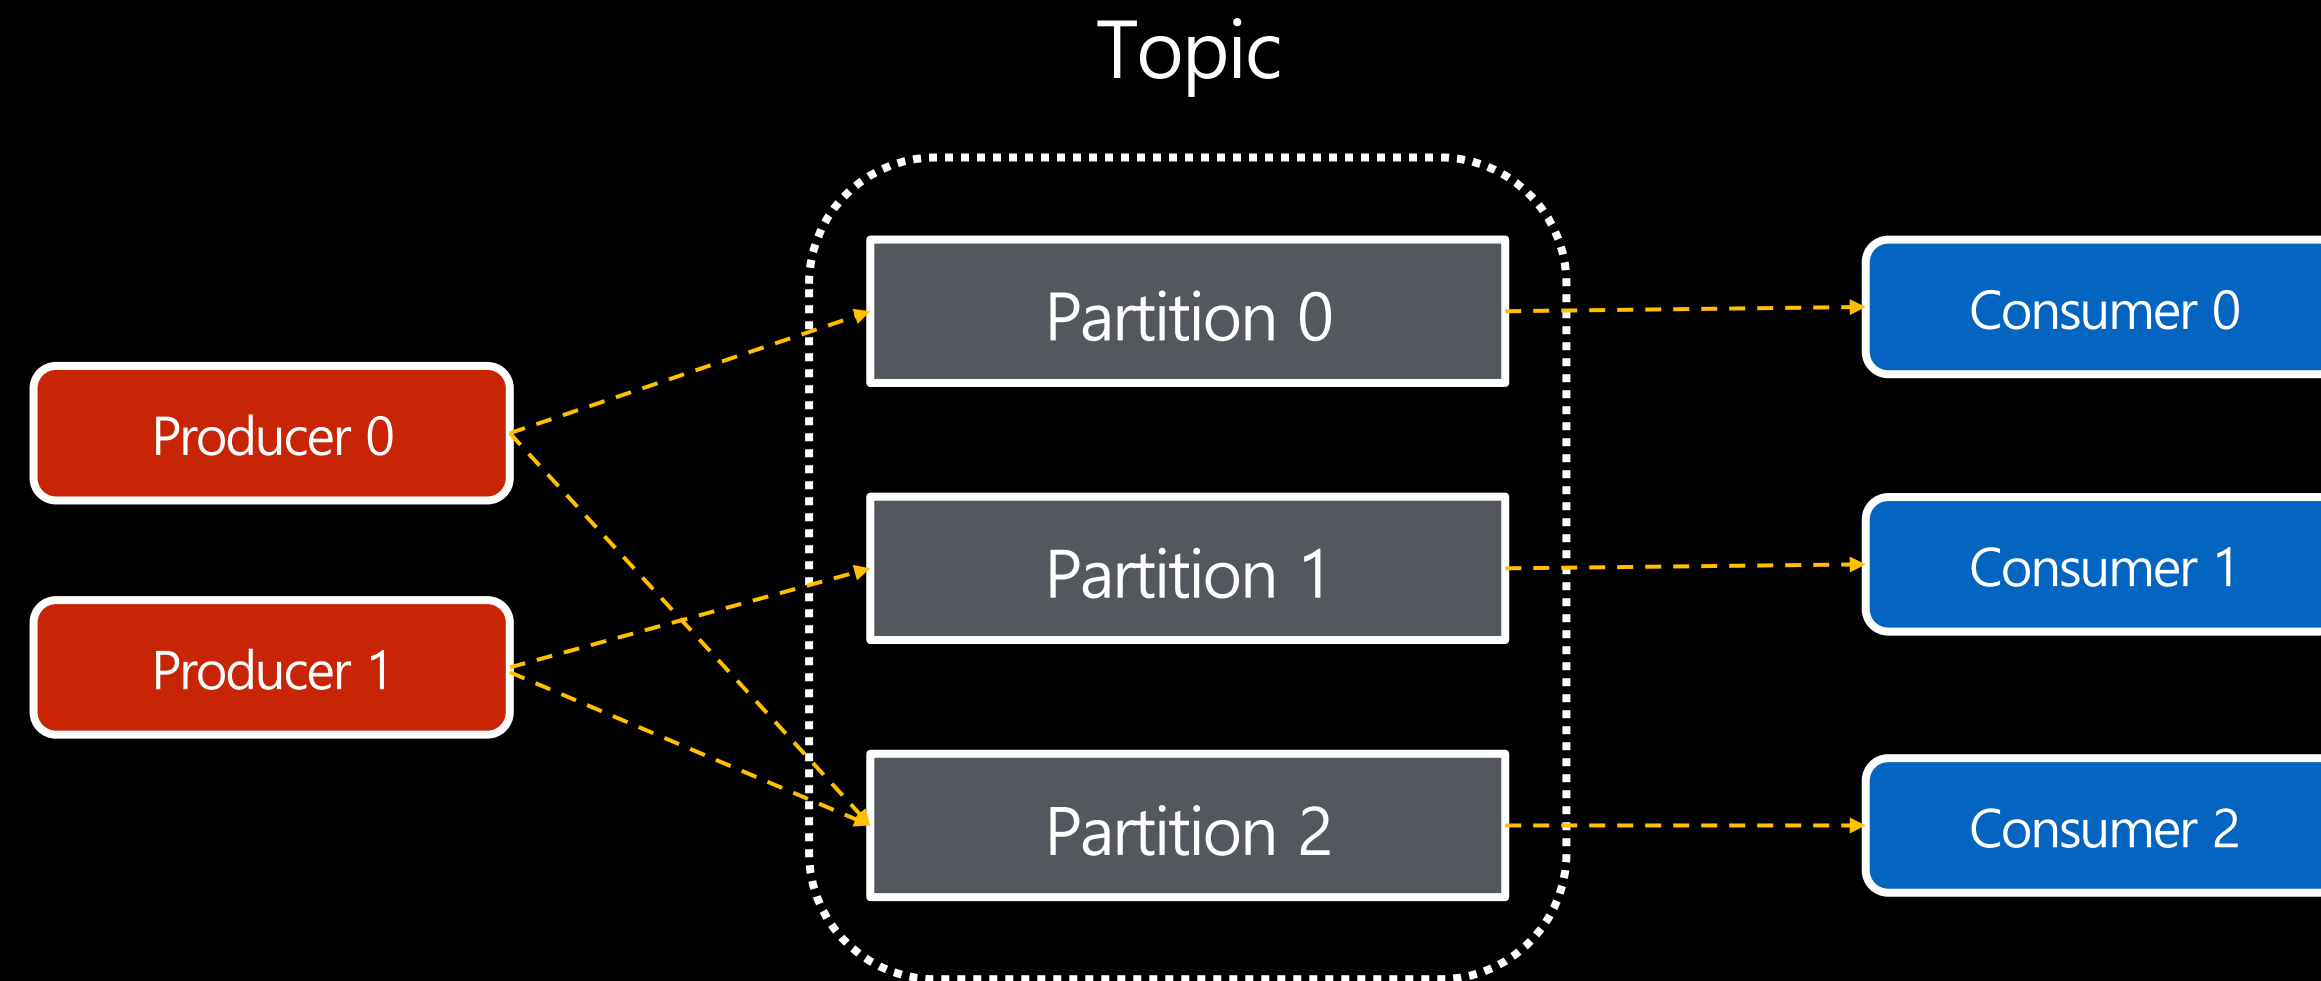 Topic
Partition 0
Consumer 0
Producer 0
Partition 1
Consumer 1
Producer 1
Partition 2
Consumer 2